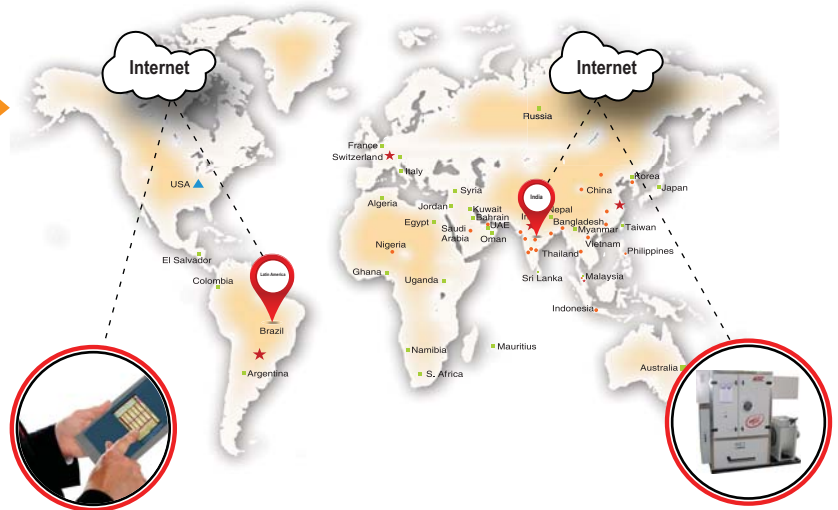 Internet
Internet
Russia
France
Switzerland
Italy
USA
Korea
Japan
China
Syria
Algeria
Jordan
Kuwait
Bahrain
UAE
Egypt
Saudi
Arabia
Oman
India
Nepal
Bangladesh
Myanmar
Taiwan
Nigeria
Thailand
Vietnam
Philippines
El Salvador
Colombia
Latin America
Ghana
Uganda
Sri Lanka
Malaysia
Indonesia
Brazil
Namibia
Mauritius
Argentina
S. Africa
Australia